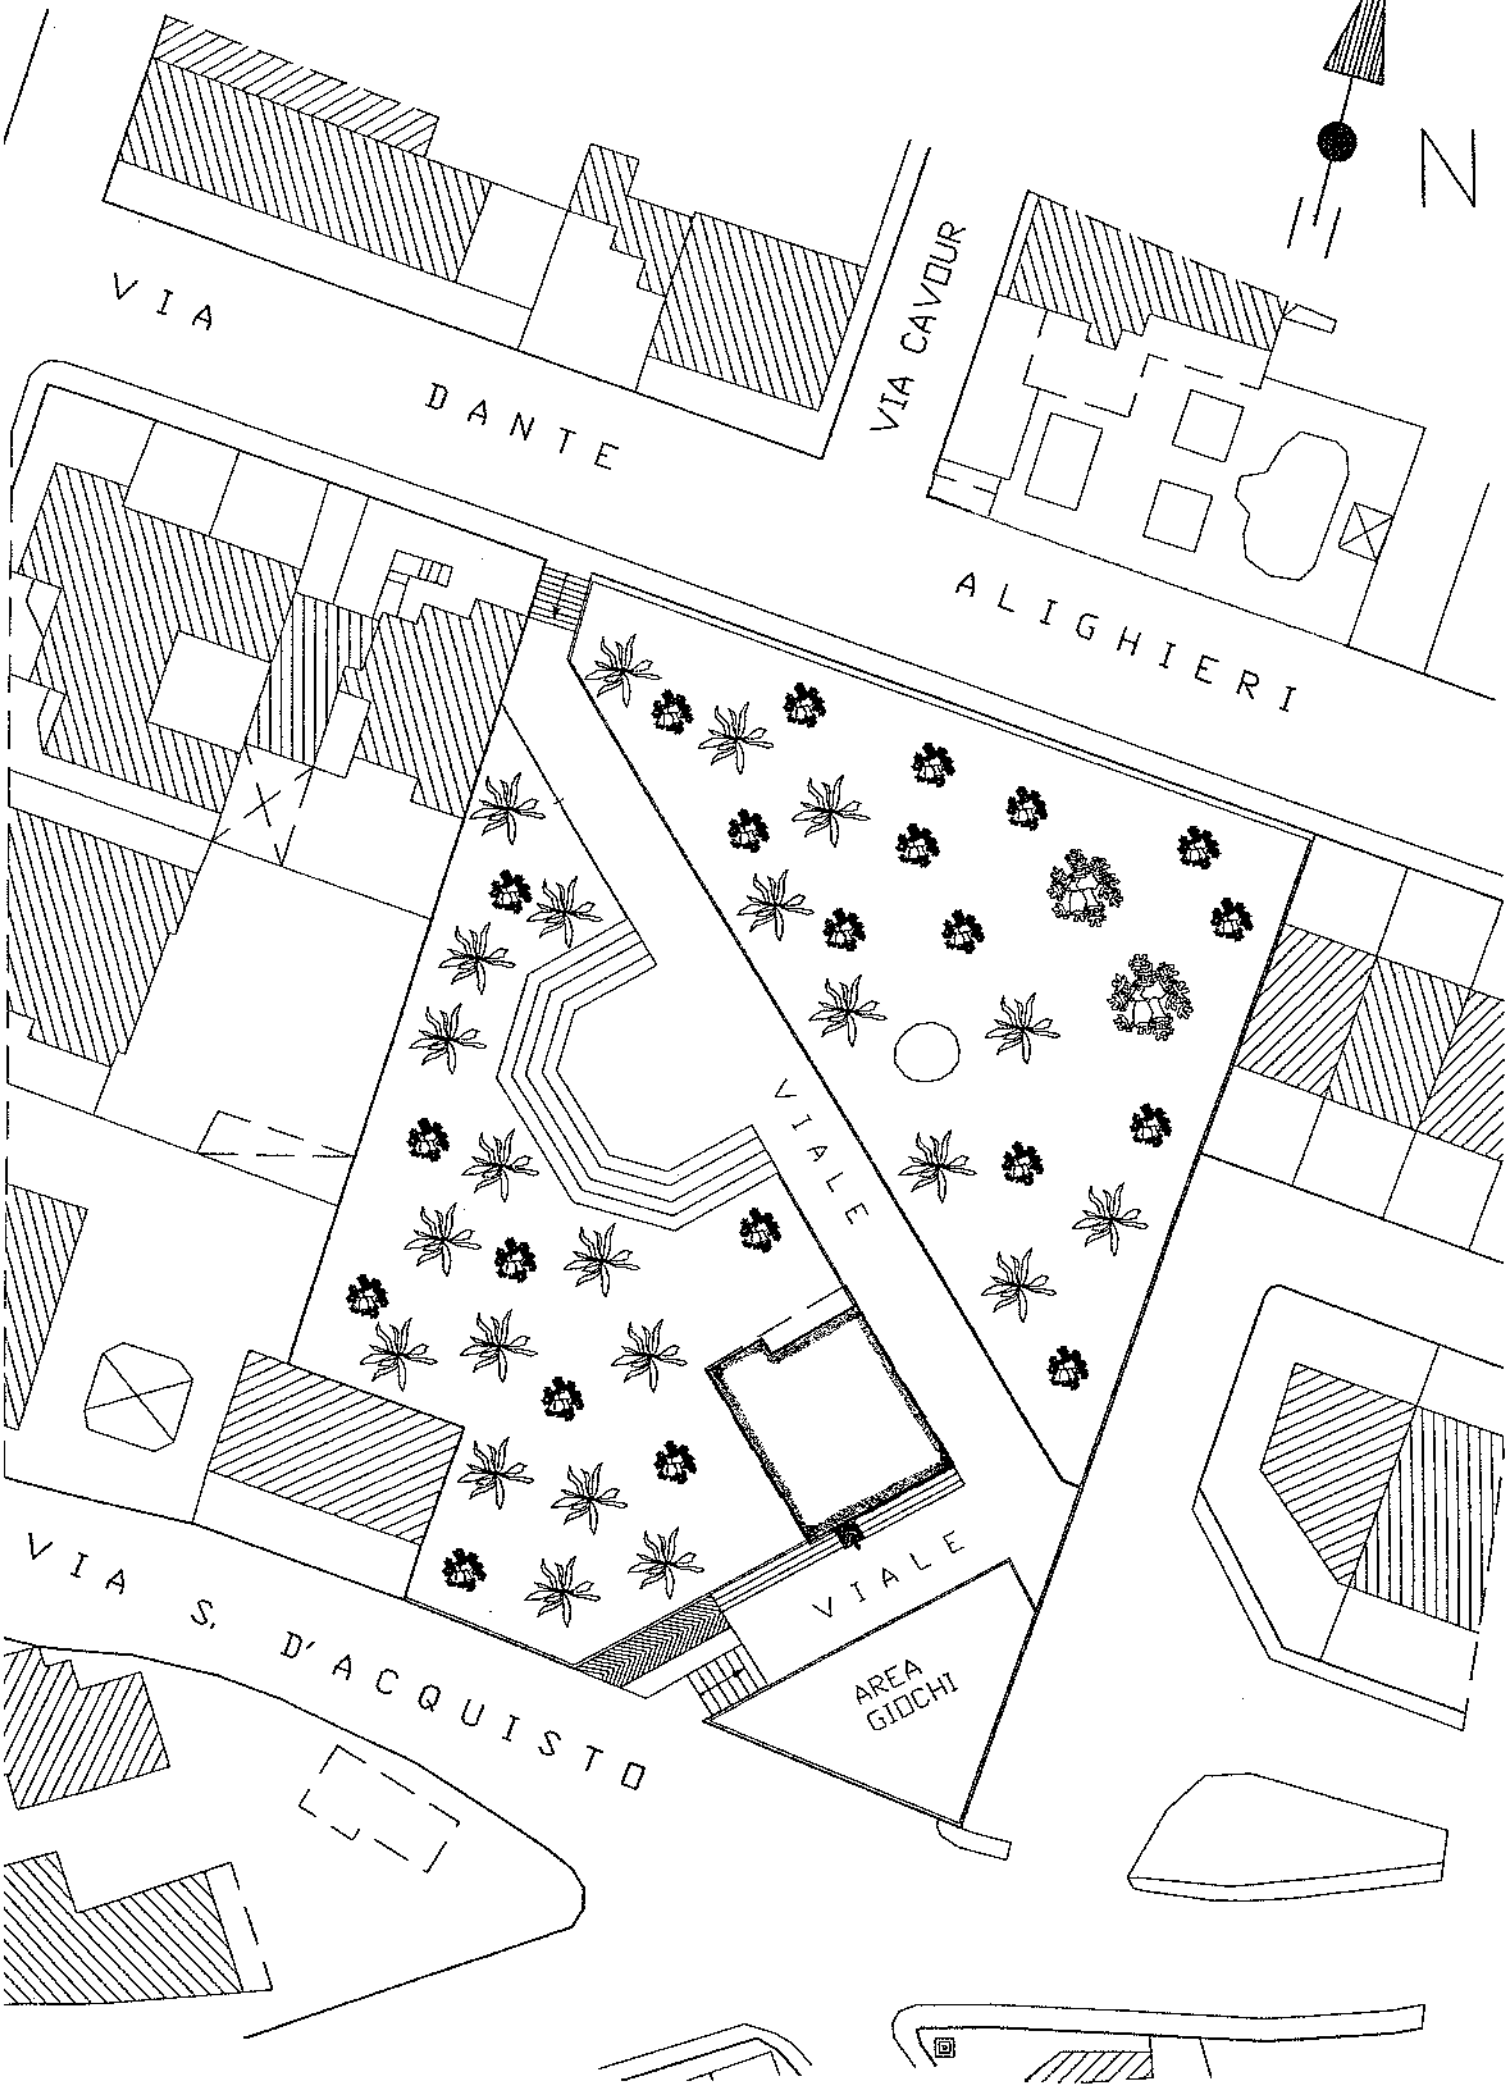 N
VIA CAVOUR
VIA DANTE ALIGHIERI
VIALE
VIALE
AREA
GIOCHI
VIA S. D'ACQUISTO